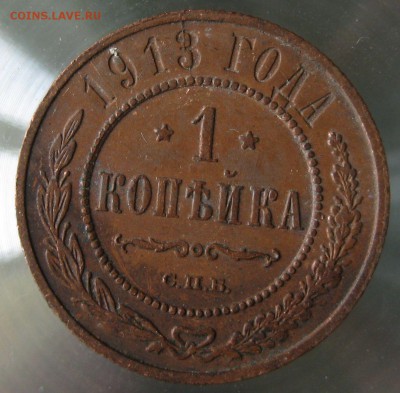 COINS.LAVE.RU
1913 ГОДА
* 1 *
КОПѢЙКА
С.П.Б.